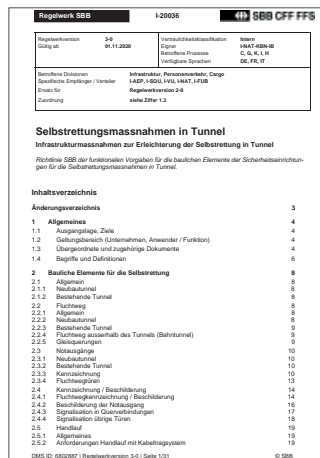 Regelwerk SBB I-20036 SBB CFF FFS
Regelwerkversion 3-0 Vertraulichkeitsklassifikation Intern
Gültig ab 01.11.2020 Eigner I-NAT-KBN-IB
Betroffene Prozesse C, G, K, I, H
Verfügbare Sprachen DE, FR, IT
Betroffene Divisionen Infrastruktur, Personenverkehr, Cargo
Spezifische Empfänger / Verteiler I-AEP, I-SQU, I-VU, I-NAT, I-FUB
Ersatz für Regelwerkversion 2-0
Zuordnung siehe Ziffer 1.3
Selbstrettungsmassnahmen in Tunnel
Infrastrukturmassnahmen zur Erleichterung der Selbstrettung in Tunnel
Richtlinie SBB der funktionalen Vorgaben für die baulichen Elemente der Sicherheitseinrichtun-
gen für die Selbstrettungsmassnahmen in Tunnel.
Inhaltsverzeichnis
Änderungsverzeichnis 3
1 Allgemeines 4
1.1 Ausgangslage, Ziele 4
1.2 Geltungsbereich (Unternehmen, Anwender / Funktion) 4
1.3 Übergeordnete und zugehörige Dokumente 4
1.4 Begriffe und Definitionen 6
2 Bauliche Elemente für die Selbstrettung 8
2.1 Allgemein 8
2.1.1 Neubautunnel 8
2.1.2 Bestehende Tunnel 8
2.2 Fluchtweg 8
2.2.1 Allgemein 8
2.2.2 Neubautunnel 8
2.2.3 Bestehende Tunnel 9
2.2.4 Fluchtweg ausserhalb des Tunnels (Bahntunnel) 9
2.2.5 Gleisquerungen 9
2.3 Notausgänge 10
2.3.1 Neubautunnel 10
2.3.2 Bestehende Tunnel 10
2.3.3 Kennzeichnung 10
2.3.4 Fluchtwegtüren 13
2.4 Kennzeichnung / Beschilderung 14
2.4.1 Fluchtwegkennzeichnung / Beschilderung 14
2.4.2 Beschilderung der Notausgang 16
2.4.3 Signalisation in Querverbindungen 17
2.4.4 Signalisation übrige Türen 18
2.5 Handlauf 19
2.5.1 Allgemeines 19
2.5.2 Anforderungen Handlauf mit Kabeltragsystem 19
DMS ID: 6802887 | Regelwerkversion 3-0 | Seite 1/31 © SBB